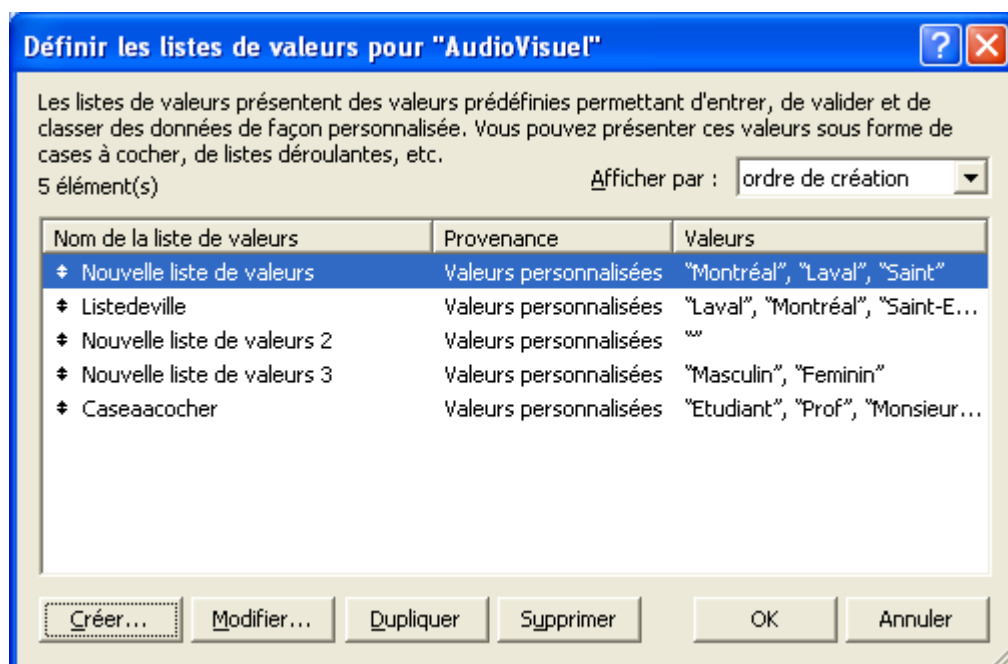 Définir les listes de valeurs pour "AudioVisuel"
Les listes de valeurs présentent des valeurs prédéfinies permettant d'entrer, de valider et de
classer des données de façon personnalisée. Vous pouvez présenter ces valeurs sous forme de
cases à cocher, de listes déroulantes, etc.
5 élément(s)
Afficher par : ordre de création
Nom de la liste de valeurs Provenance Valeurs
Nouvelle liste de valeurs Valeurs personnalisées "Montréal", "Laval", "Saint"
Listedeville Valeurs personnalisées "Laval", "Montréal", "Saint-E...
Nouvelle liste de valeurs 2 Valeurs personnalisées ""
Nouvelle liste de valeurs 3 Valeurs personnalisées "Masculin", "Feminin"
Caseaacocher Valeurs personnalisées "Etudiant", "Prof", "Monsieur...
Créer... Modifier... Dupliquer Supprimer OK Annuler